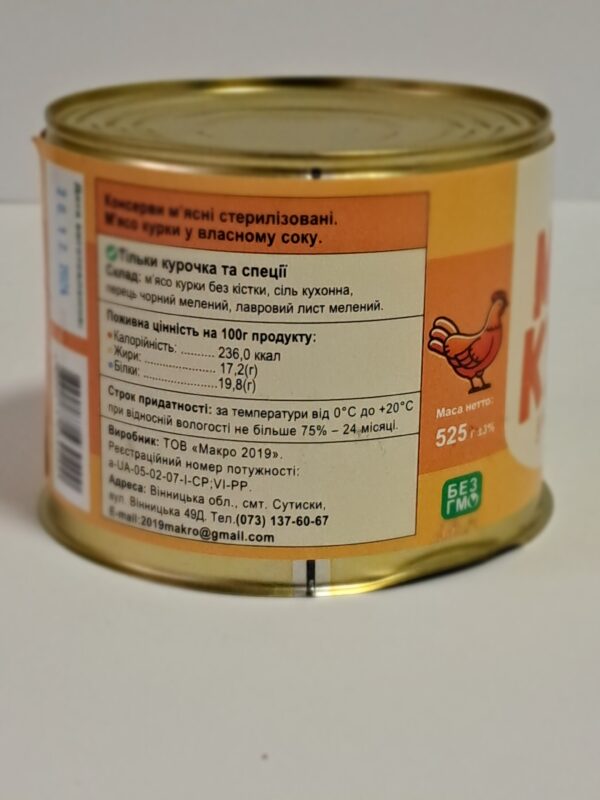 Консерви м'ясні стерилізовані.
М'ясо курки у власному соку.
Тільки курочка та спеції
Склад: м'ясо курки без кістки, сіль кухонна,
перець чорний мелений, лавровий лист мелений.
Поживна цінність на 100г продукту:
Калорійність: .......... 236,0 ккал
Жири: .................... 17,2(г)
Білки: ....................19,8(г)
Строк придатності: за температури від 0°C до +20°C
при відносній вологості не більше 75% – 24 місяці.
Виробник: ТОВ «Макро 2019».
Реєстраційний номер потужності:
a-UA-05-02-07-I-CP;VI-PP.
Адреса: Вінницька обл., смт. Сутиски,
вул. Вінницька 49Д. Тел.(073) 137-60-67
E-mail:2019makro@gmail.com
Маса нетто:
525 г ±3%
БЕЗ
ГМО